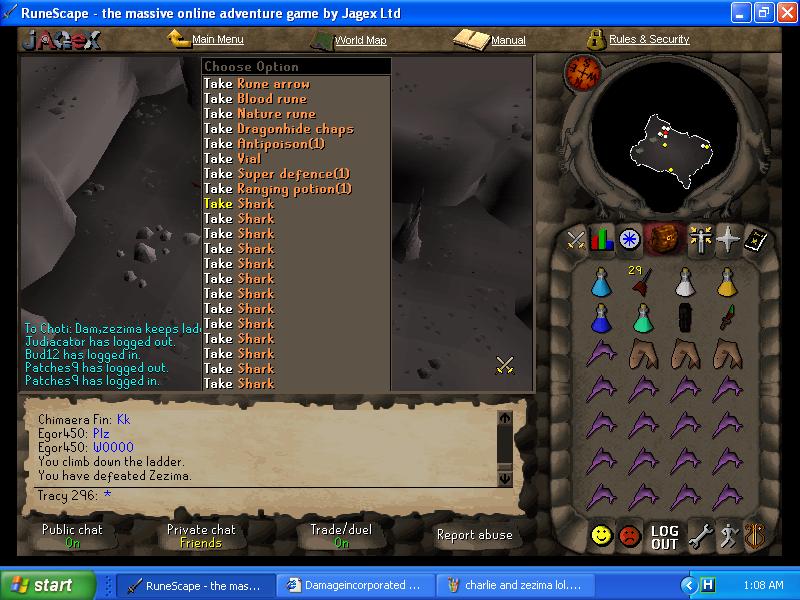 RuneScape - the massive online adventure game by Jagex Ltd
JAGEX
Main Menu
World Map
Manual
Rules & Security
Choose Option
Take Rune arrow
Take Blood rune
Take Nature rune
Take Dragonhide chaps
Take Antipoison(1)
Take Vial
Take Super defence(1)
Take Ranging potion(1)
Take Shark
Take Shark
Take Shark
Take Shark
Take Shark
Take Shark
Take Shark
Take Shark
Take Shark
Take Shark
Take Shark
Take Shark
Take Shark
To Choti: Dam,zezima keeps lad
Judiacator has logged out.
Bud12 has logged in.
Patches9 has logged out.
Patches9 has logged in.
29
Chimaera Fin: Kk
Egor450: Plz
Egor450: W0000
You climb down the ladder.
You have defeated Zezima.
Tracy 296: *
Public chat
On
Private chat
Friends
Trade/duel
On
Report abuse
LOG OUT
start
RuneScape - the mas...
Damageincorporated ...
charlie and zezima lol....
H
1:08 AM